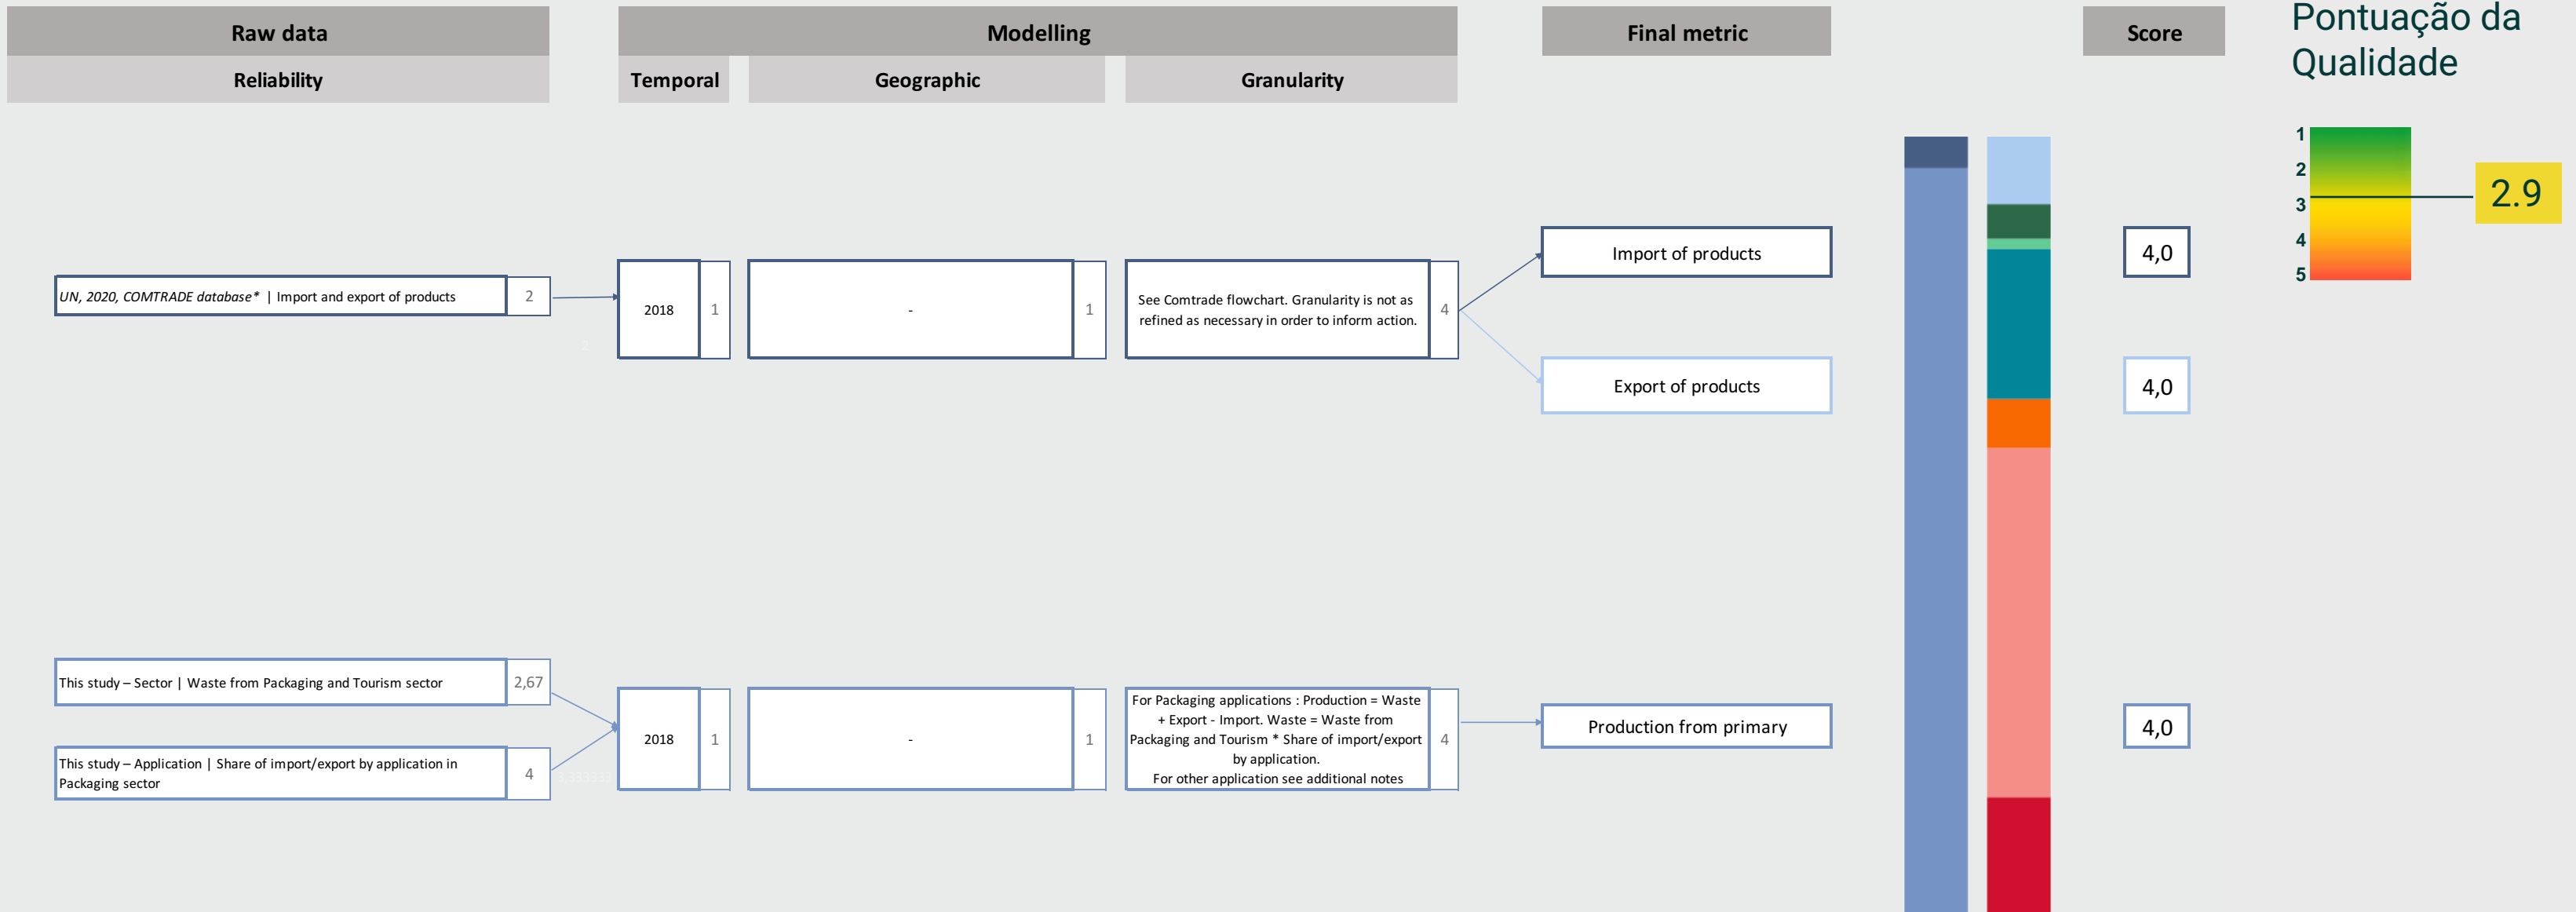 Raw data
Modelling
Final metric
Score
Pontuação da
Qualidade
Reliability
Temporal
Geographic
Granularity
1
2
3
4
5
2.9
UN, 2020, COMTRADE database* | Import and export of products
2
2018
1
-
1
See Comtrade flowchart. Granularity is not as
refined as necessary in order to inform action.
4
Import of products
4,0
Export of products
4,0
This study – Sector | Waste from Packaging and Tourism sector
2,67
This study – Application | Share of import/export by application in
Packaging sector
4
2018
1
-
1
For Packaging applications : Production = Waste
+ Export - Import. Waste = Waste from
Packaging and Tourism * Share of import/export
by application.
For other application see additional notes
4
Production from primary
4,0